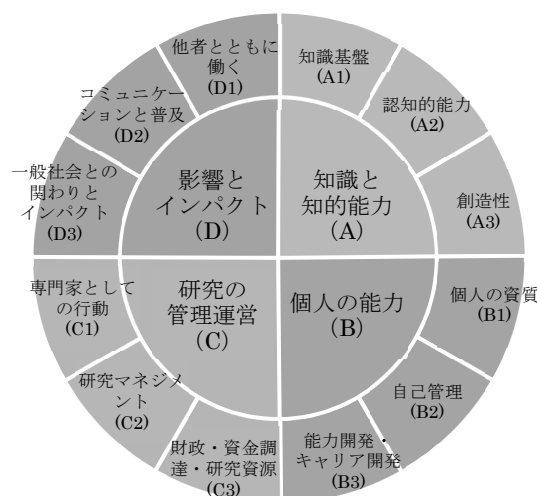 他者とともに
働く
(D1)
知識基盤
(A1)
コミュニケー
ションと普及
(D2)
認知的能力
(A2)
一般社会との
関わりと
インパクト
(D3)
影響と
インパクト
(D)
知識と
知的能力
(A)
創造性
(A3)
専門家として
の行動
(C1)
研究の
管理運営
(C)
個人の能力
(B)
個人の資質
(B1)
研究マネジメ
ント
(C2)
自己管理
(B2)
財政・資金調
達・研究資源
(C3)
能力開発・
キャリア開発
(B3)